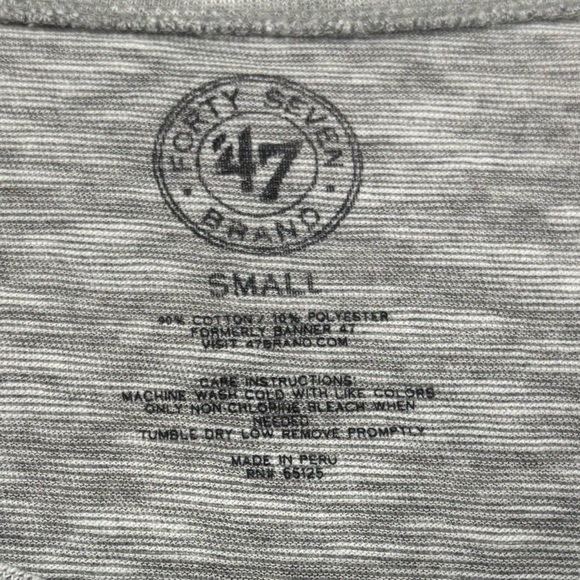 FORTY SEVEN
'47
BRAND
SMALL
90% COTTON / 10% POLYESTER
FORMERLY BANNER 47
VISIT 47BRAND.COM
CARE INSTRUCTIONS:
MACHINE WASH COLD WITH LIKE COLORS
ONLY NON-CHLORINE BLEACH WHEN
NEEDED
TUMBLE DRY LOW REMOVE PROMPTLY
MADE IN PERU
RN# 65125